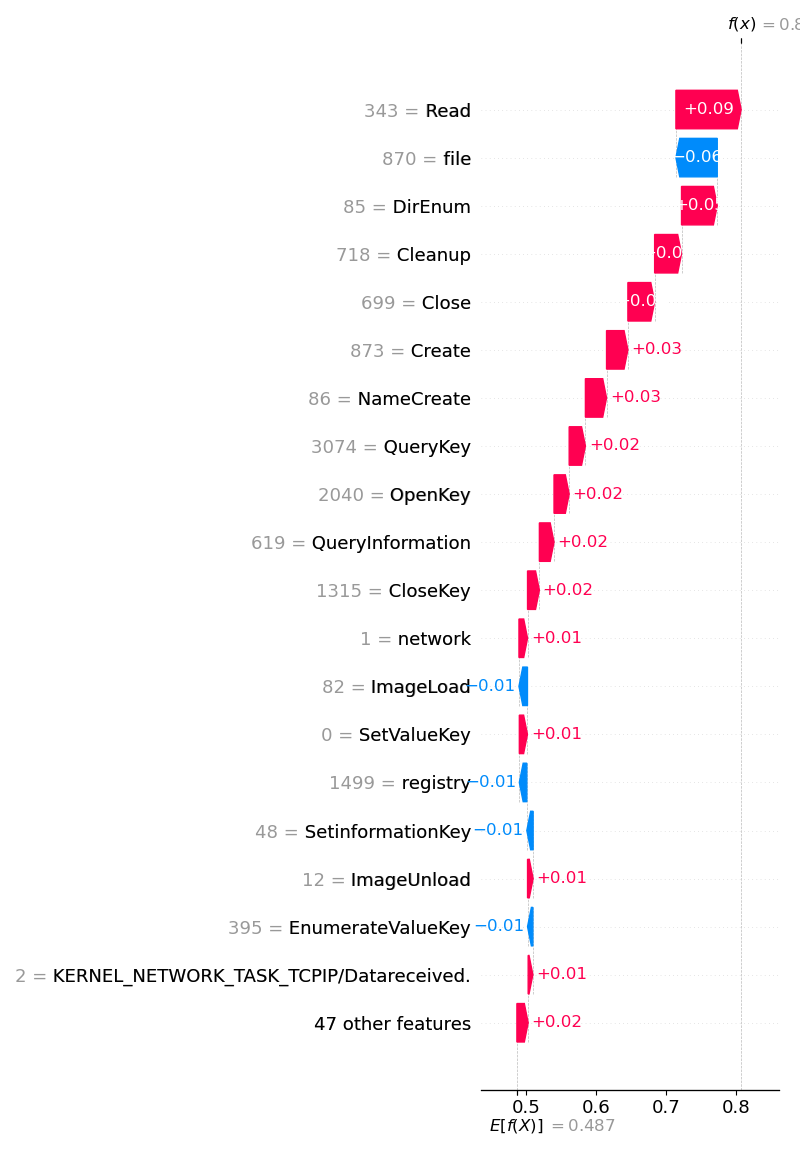 f(x) = 0.8
343 = Read
+0.09
870 = file
−0.06
85 = DirEnum
718 = Cleanup
699 = Close
873 = Create
+0.03
86 = NameCreate
+0.03
3074 = QueryKey
+0.02
2040 = OpenKey
+0.02
619 = QueryInformation
+0.02
1315 = CloseKey
+0.02
1 = network
+0.01
82 = ImageLoad
−0.01
0 = SetValueKey
+0.01
1499 = registry
−0.01
48 = SetinformationKey
−0.01
12 = ImageUnload
+0.01
395 = EnumerateValueKey
−0.01
2 = KERNEL_NETWORK_TASK_TCPIP/Datareceived.
+0.01
47 other features
+0.02
0.5 0.6 0.7 0.8
E[f(X)] = 0.487